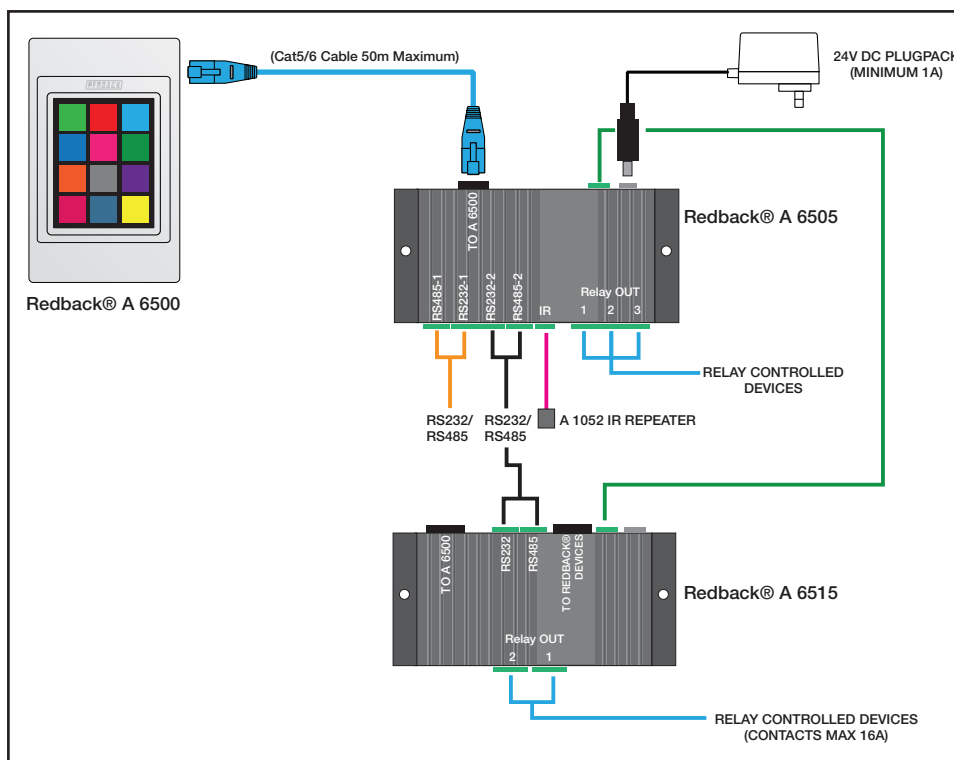 (Cat5/6 Cable 50m Maximum)
24V DC PLUGPACK
(MINIMUM 1A)
Redback® A 6500
TO A 6500
Redback® A 6505
RS485-1
RS232-1
RS232-2
RS485-2
IR
Relay OUT
1 2 3
RELAY CONTROLLED
DEVICES
RS232/
RS485
RS232/
RS485
A 1052 IR REPEATER
TO A 6500
RS232
RS485
TO REDBACK®
DEVICES
Redback® A 6515
Relay OUT
2 1
RELAY CONTROLLED DEVICES
(CONTACTS MAX 16A)